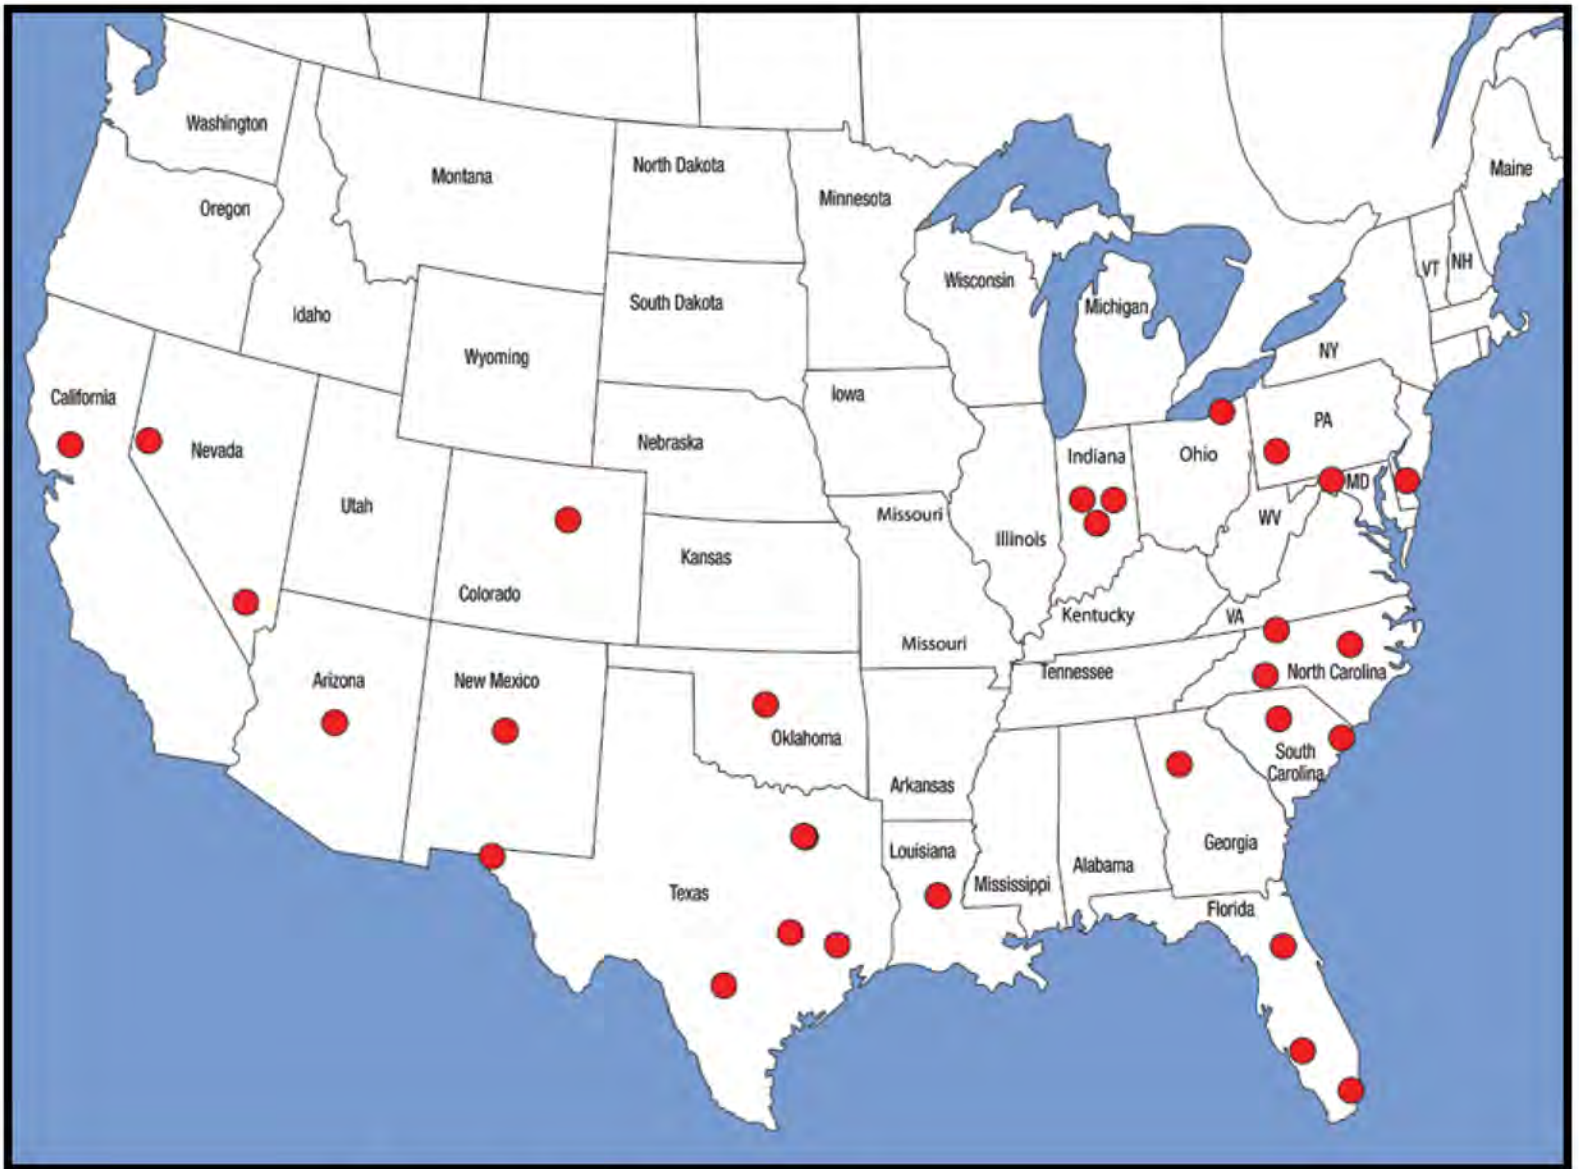 Washington
Montana
North Dakota
Minnesota
Maine
Oregon
VT
NH
Wisconsin
Michigan
South Dakota
Idaho
Wyoming
NY
California
Iowa
PA
Nevada
Nebraska
Indiana
Ohio
MD
Utah
Missouri
WV
Illinois
Kansas
Colorado
Kentucky
VA
Missouri
Arizona
New Mexico
Tennessee
North Carolina
Oklahoma
South
Carolina
Arkansas
Georgia
Louisiana
Alabama
Mississippi
Texas
Florida